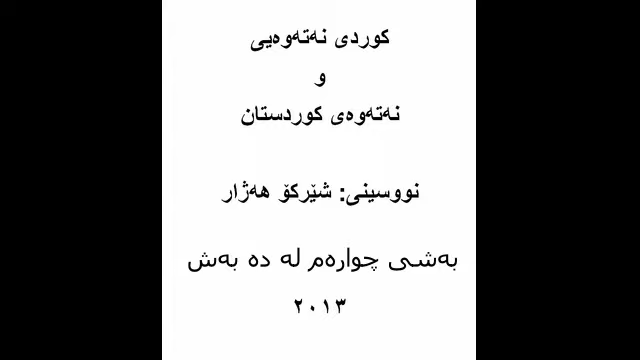 کوردی نەتەوەیی
و
نەتەوەی کوردستان
نووسینی: شێرکۆ هەژار
بەشی چوارەم لە دە بەش
٢٠١٣